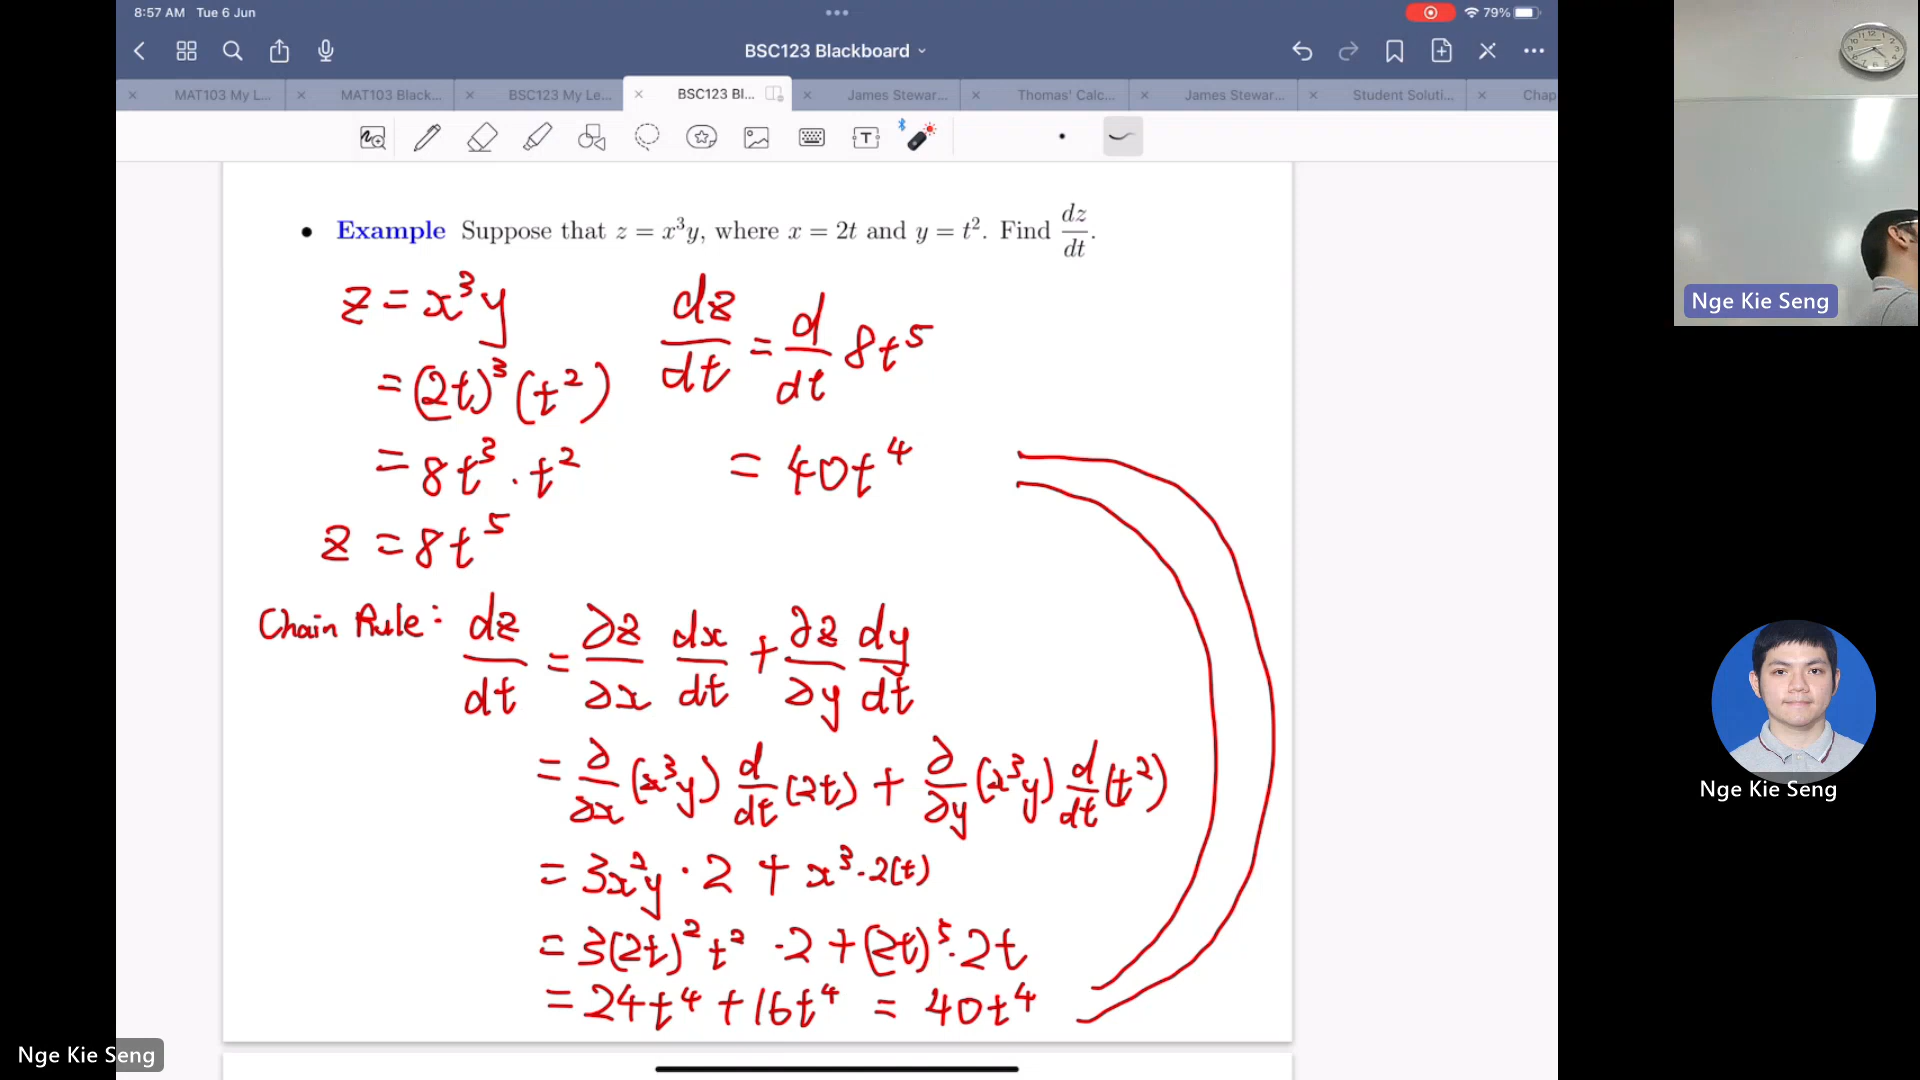 8:57 AM Tue 6 Jun
79%
BSC123 Blackboard
MAT103 My L...
MAT103 Black...
BSC123 My Le...
BSC123 Bl...
James Stewar...
Thomas' Calc...
James Stewar...
Student Soluti...
Chap
• Example Suppose that z = x³y, where x = 2t and y = t². Find dz/dt.
z = x³y
= (2t)³(t²)
= 8t³ · t²
z = 8t⁵
dz/dt = d/dt 8t⁵
= 40t⁴
Chain Rule: dz/dt = ∂z/∂x dx/dt + ∂z/∂y dy/dt
= ∂/∂x (x³y) d/dt (2t) + ∂/∂y (x³y) d/dt (t²)
= 3x²y · 2 + x³ · 2(t)
= 3(2t)² t² · 2 + (2t)³ · 2t
= 24t⁴ + 16t⁴ = 40t⁴
Nge Kie Seng
Nge Kie Seng
Nge Kie Seng